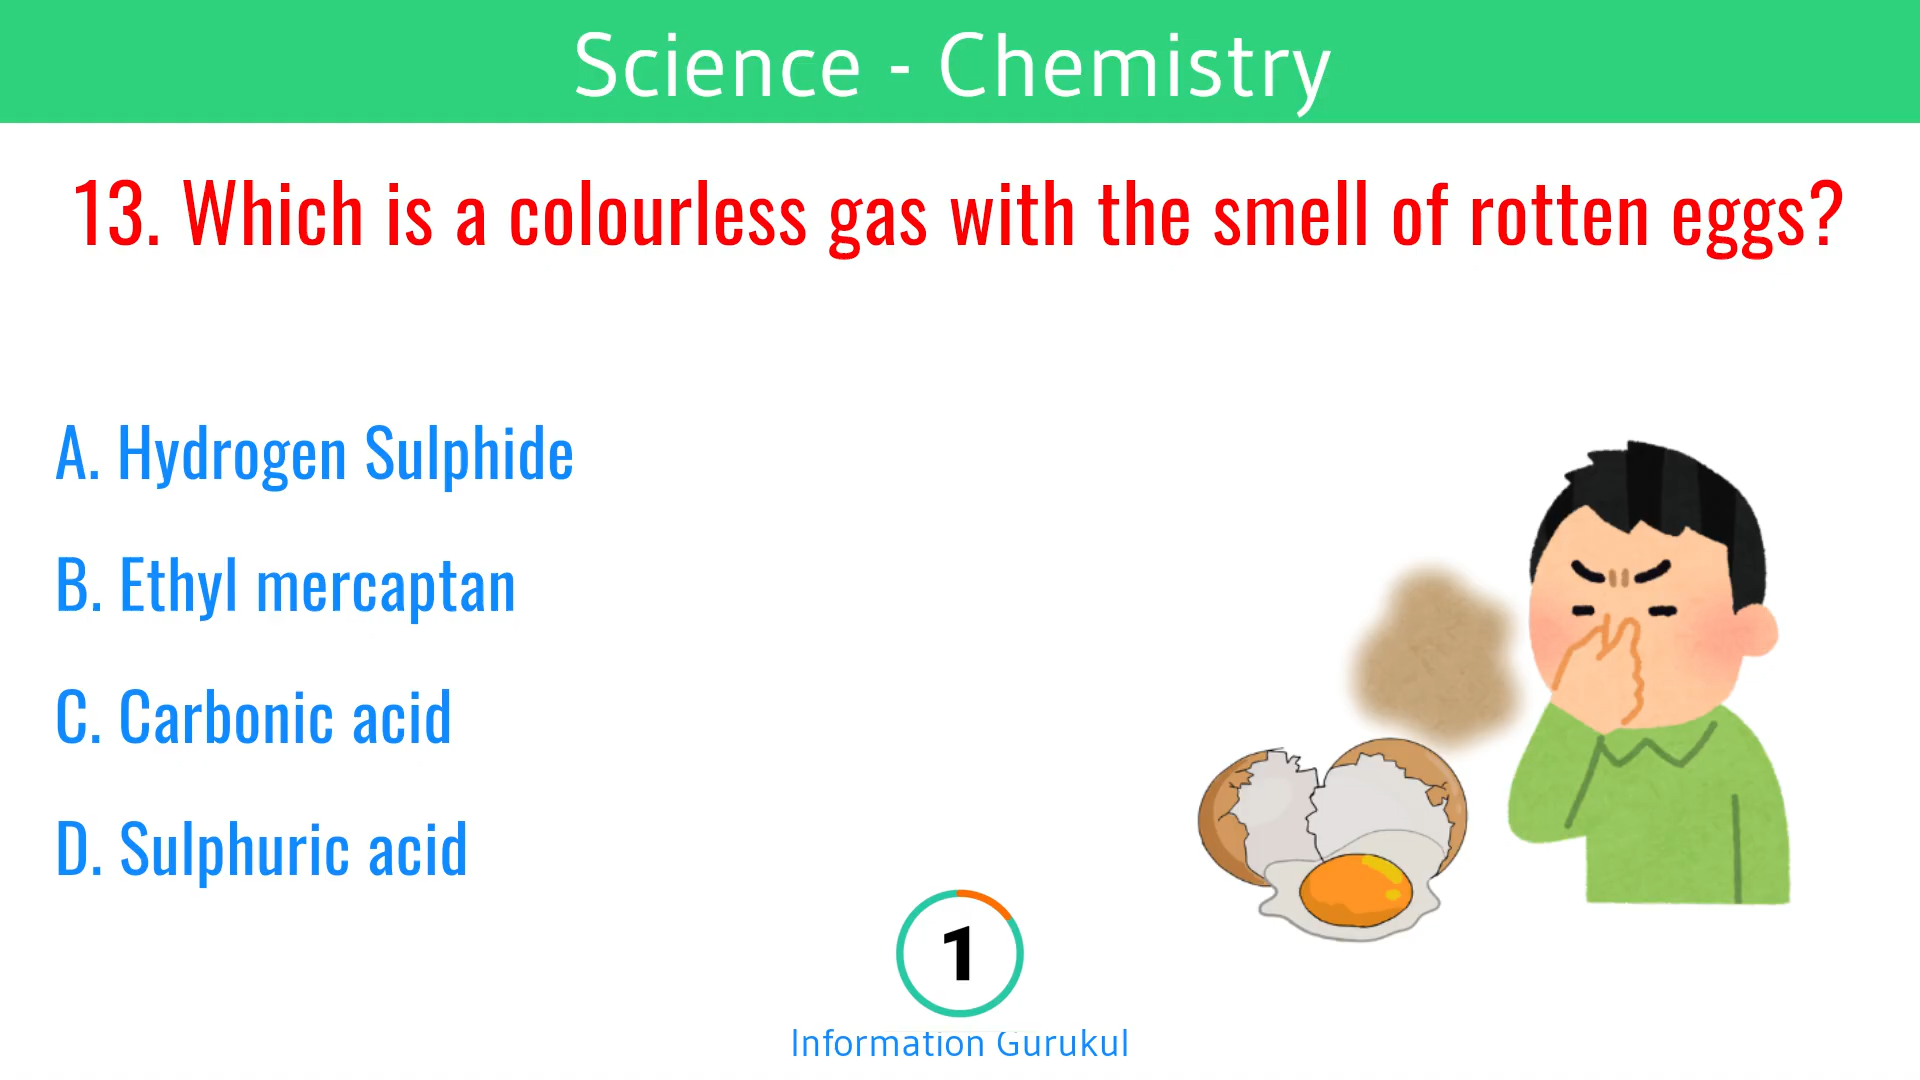 Science - Chemistry
13. Which is a colourless gas with the smell of rotten eggs?
A. Hydrogen Sulphide
B. Ethyl mercaptan
C. Carbonic acid
D. Sulphuric acid
1
Information Gurukul